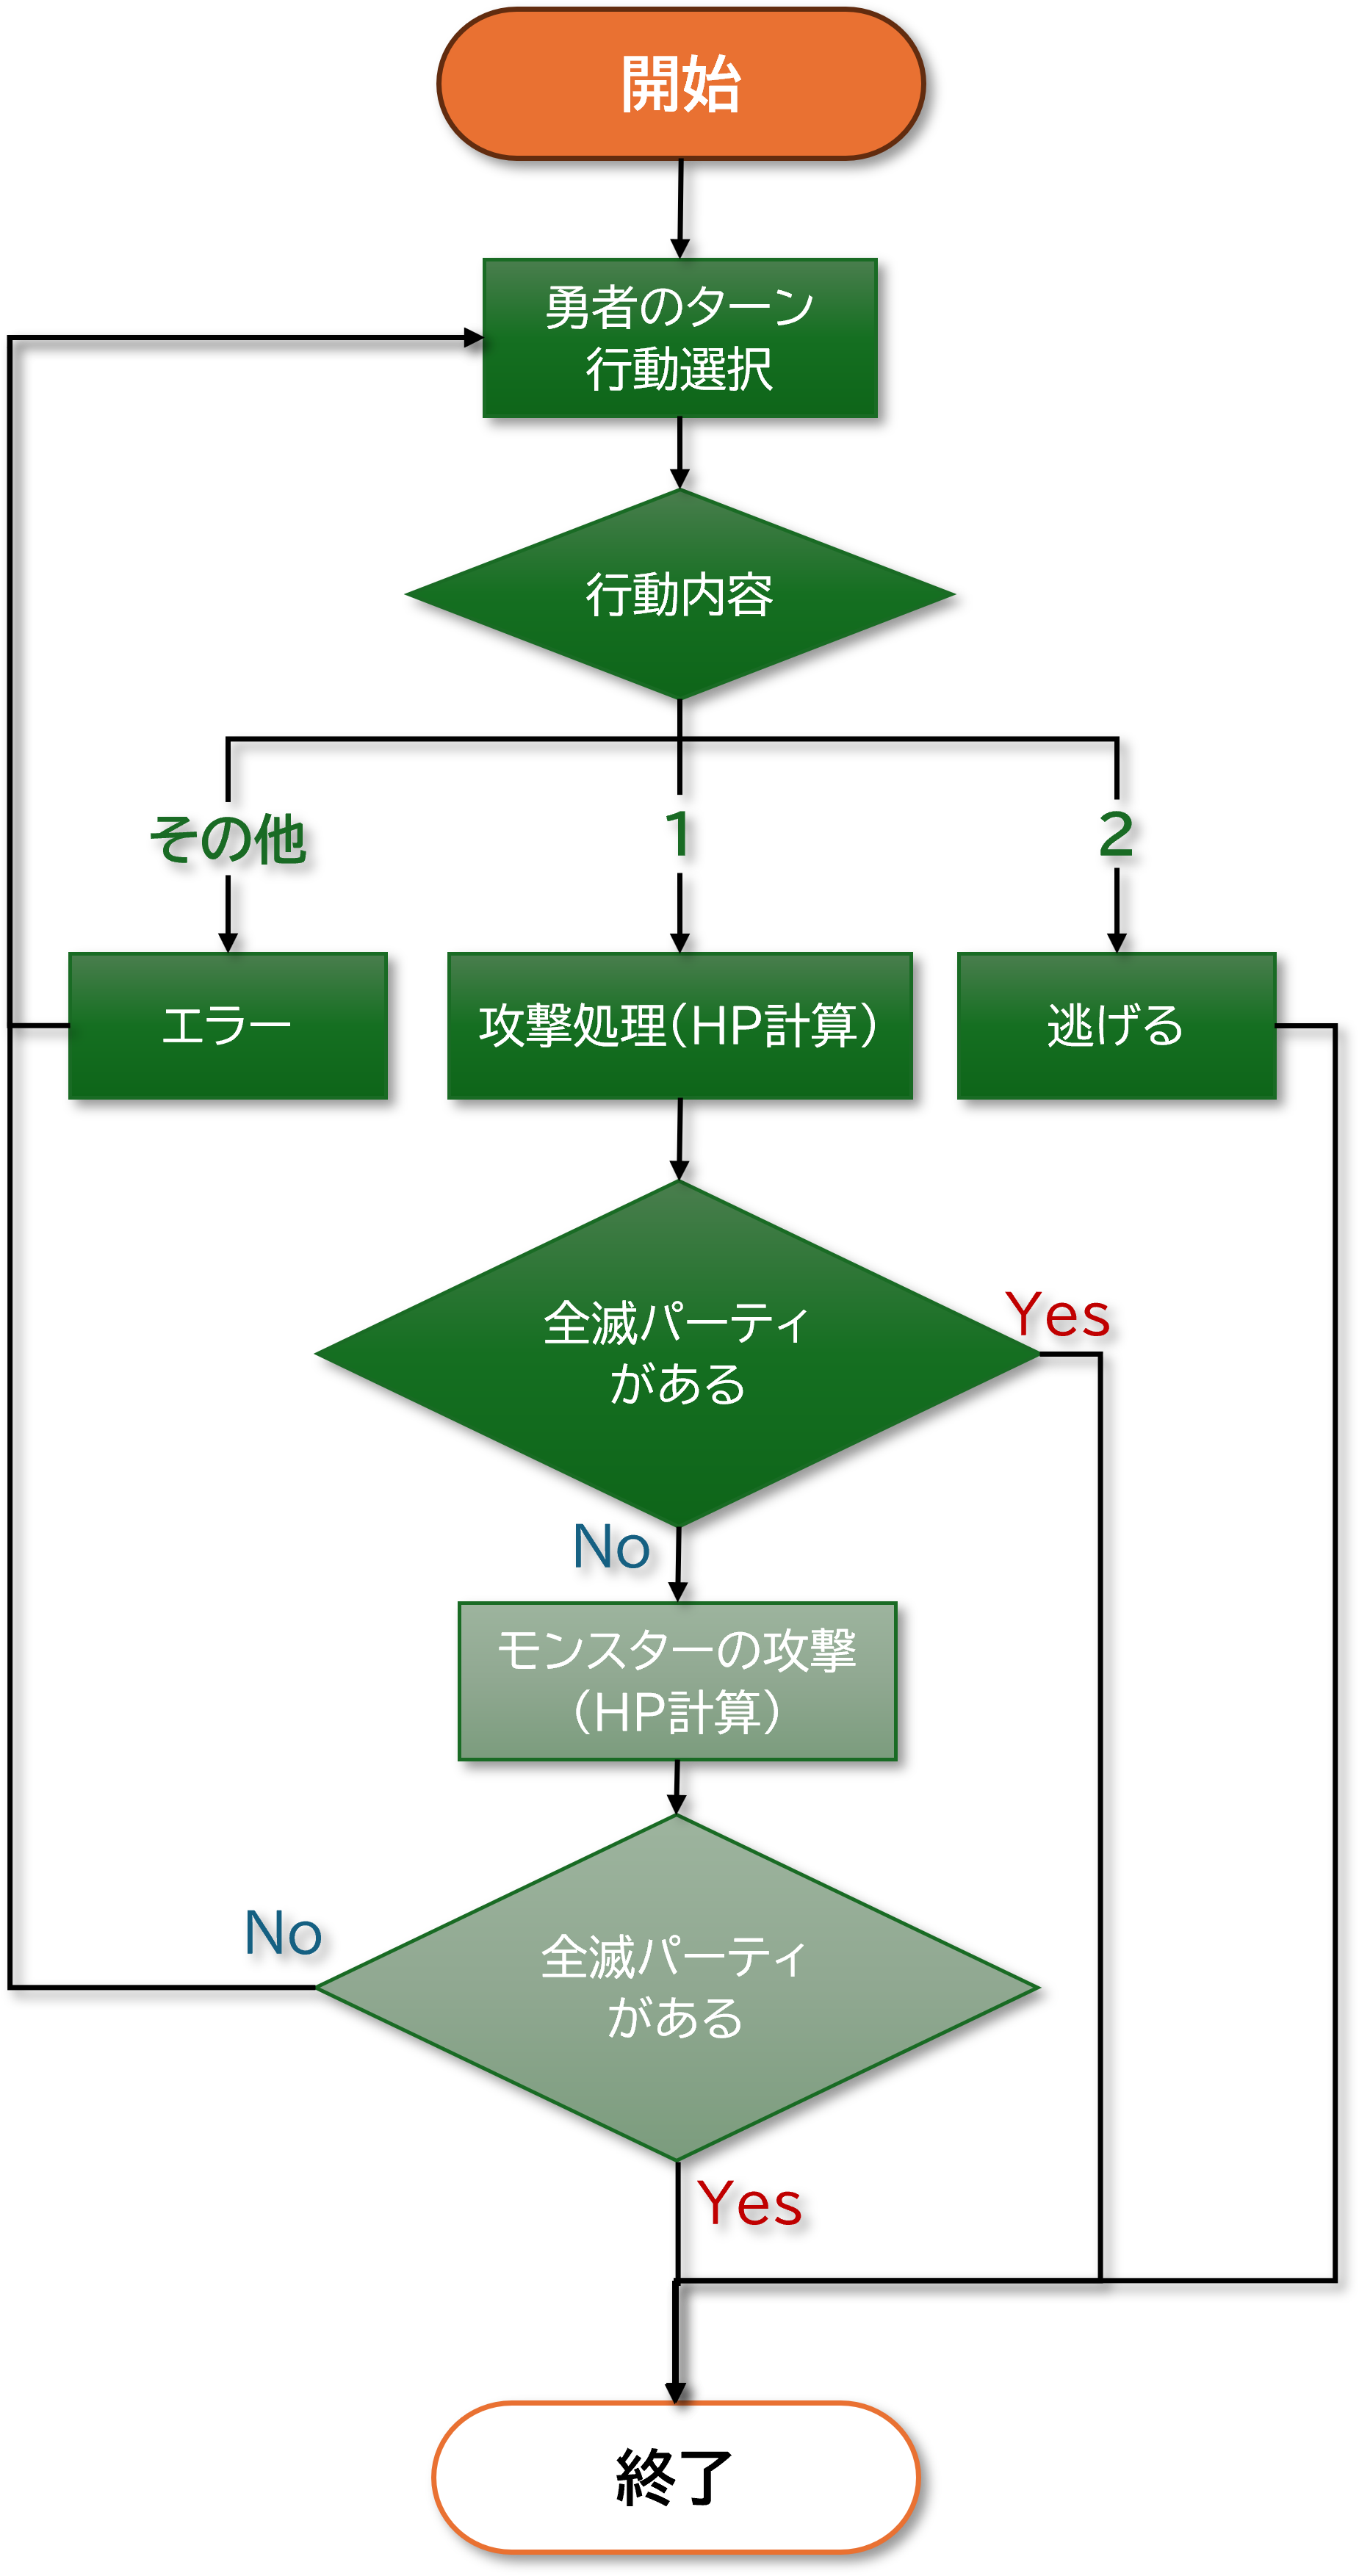 開始
勇者のターン
行動選択
行動内容
その他
1
2
エラー
攻撃処理(HP計算)
逃げる
全滅パーティ
がある
Yes
No
モンスターの攻撃
(HP計算)
No
全滅パーティ
がある
Yes
終了